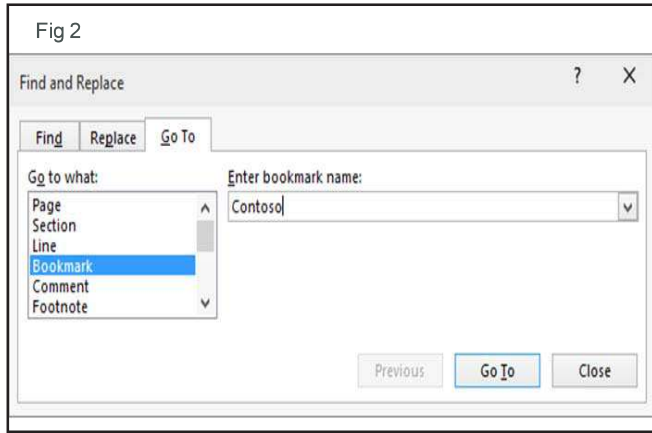 Fig 2
Find and Replace ? X
Find Replace Go To
Go to what: Enter bookmark name:
Page Contoso
Section
Line
Bookmark
Comment
Footnote
Previous Go To Close